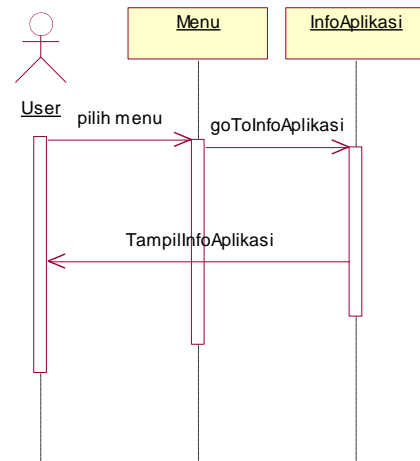 Menu
InfoAplikasi
User
pilih menu
goToInfoAplikasi
TampilInfoAplikasi